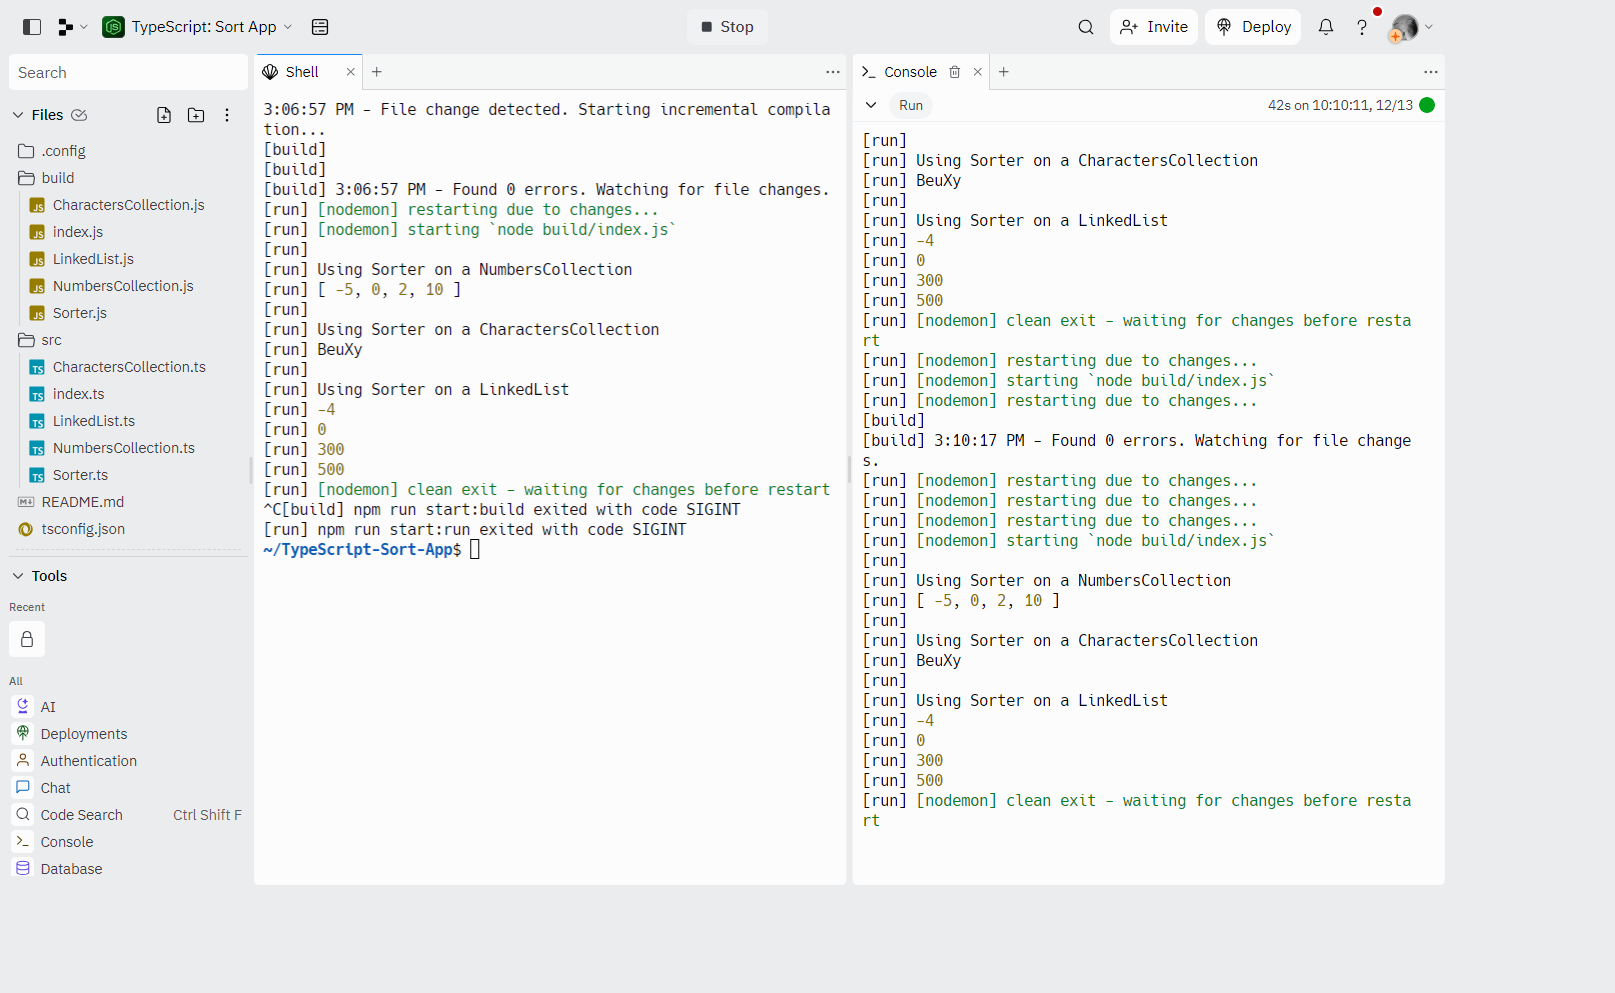 TypeScript: Sort App
Stop
Invite
Deploy
Search
Files
.config
build
CharactersCollection.js
index.js
LinkedList.js
NumbersCollection.js
Sorter.js
src
CharactersCollection.ts
index.ts
LinkedList.ts
NumbersCollection.ts
Sorter.ts
README.md
tsconfig.json
Tools
Recent
All
AI
Deployments
Authentication
Chat
Code Search Ctrl Shift F
Console
Database
Shell
3:06:57 PM - File change detected. Starting incremental compila
tion...
[build]
[build]
[build] 3:06:57 PM - Found 0 errors. Watching for file changes.
[run] [nodemon] restarting due to changes...
[run] [nodemon] starting `node build/index.js`
[run]
[run] Using Sorter on a NumbersCollection
[run] [ -5, 0, 2, 10 ]
[run]
[run] Using Sorter on a CharactersCollection
[run] BeuXy
[run]
[run] Using Sorter on a LinkedList
[run] -4
[run] 0
[run] 300
[run] 500
[run] [nodemon] clean exit - waiting for changes before restart
^C[build] npm run start:build exited with code SIGINT
[run] npm run start:run exited with code SIGINT
~/TypeScript-Sort-App$
Console
Run
42s on 10:10:11, 12/13
[run]
[run] Using Sorter on a CharactersCollection
[run] BeuXy
[run]
[run] Using Sorter on a LinkedList
[run] -4
[run] 0
[run] 300
[run] 500
[run] [nodemon] clean exit - waiting for changes before resta
rt
[run] [nodemon] restarting due to changes...
[run] [nodemon] starting `node build/index.js`
[run] [nodemon] restarting due to changes...
[build]
[build] 3:10:17 PM - Found 0 errors. Watching for file change
s.
[run] [nodemon] restarting due to changes...
[run] [nodemon] restarting due to changes...
[run] [nodemon] restarting due to changes...
[run] [nodemon] starting `node build/index.js`
[run]
[run] Using Sorter on a NumbersCollection
[run] [ -5, 0, 2, 10 ]
[run]
[run] Using Sorter on a CharactersCollection
[run] BeuXy
[run]
[run] Using Sorter on a LinkedList
[run] -4
[run] 0
[run] 300
[run] 500
[run] [nodemon] clean exit - waiting for changes before resta
rt